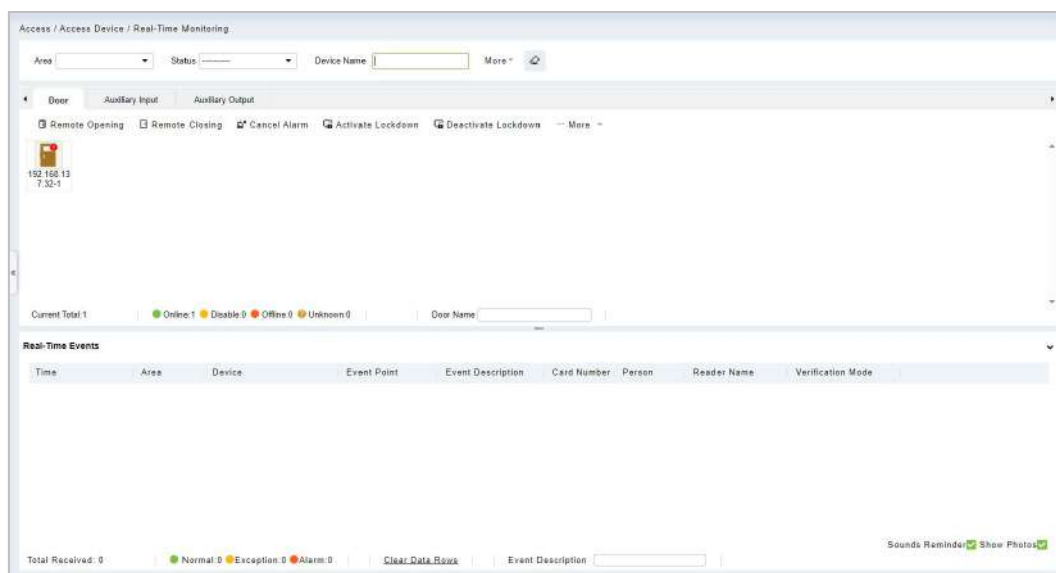 Access / Access Device / Real-Time Monitoring
Area Status --------- Device Name More
Door Auxiliary Input Auxiliary Output
Remote Opening Remote Closing Cancel Alarm Activate Lockdown Deactivate Lockdown ··· More
192.168.13
7.32-1
Current Total:1 Online:1 Disable:0 Offline:0 Unknown:0 Door Name
Real-Time Events
Time Area Device Event Point Event Description Card Number Person Reader Name Verification Mode
Sounds Reminder Show Photos
Total Received: 0 Normal:0 Exception:0 Alarm:0 Clear Data Rows Event Description